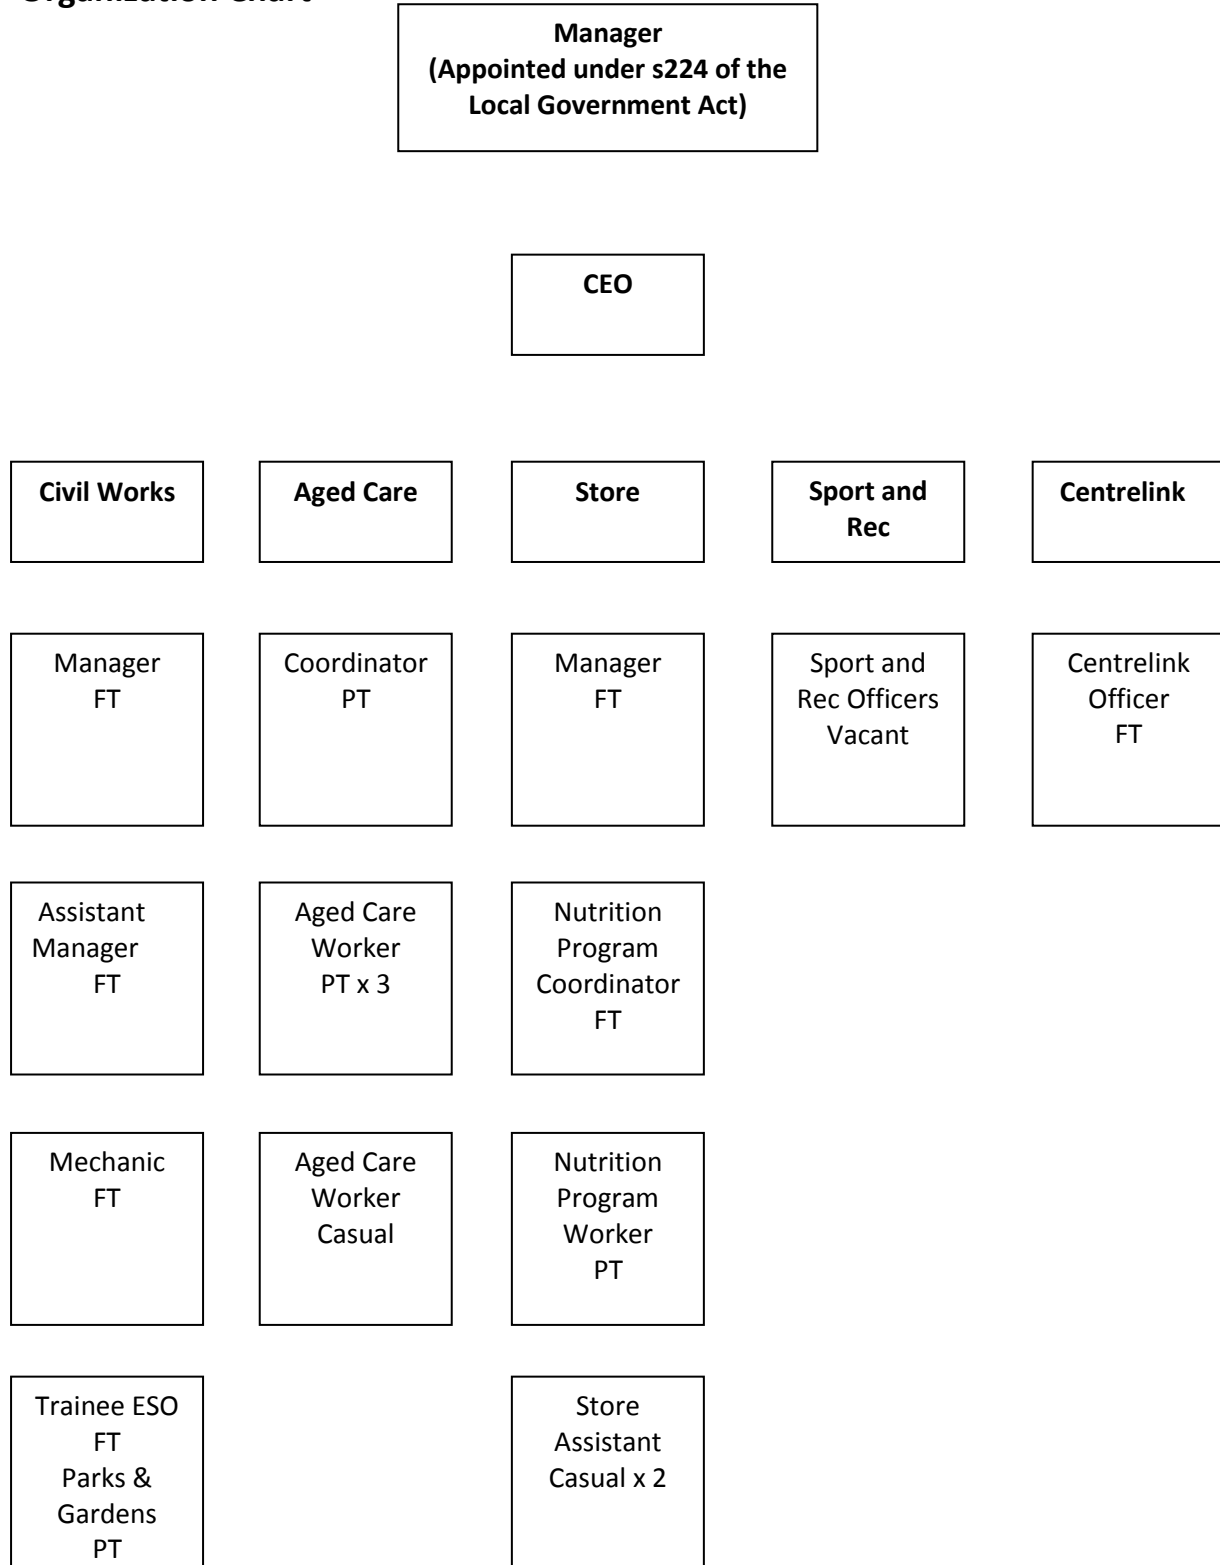 Organization Chart
Manager
(Appointed under s224 of the
Local Government Act)
CEO
Civil Works
Aged Care
Store
Sport and
Rec
Centrelink
Manager
FT
Coordinator
PT
Manager
FT
Sport and
Rec Officers
Vacant
Centrelink
Officer
FT
Assistant
Manager
FT
Aged Care
Worker
PT x 3
Nutrition
Program
Coordinator
FT
Mechanic
FT
Aged Care
Worker
Casual
Nutrition
Program
Worker
PT
Trainee ESO
FT
Parks &
Gardens
PT
Store
Assistant
Casual x 2